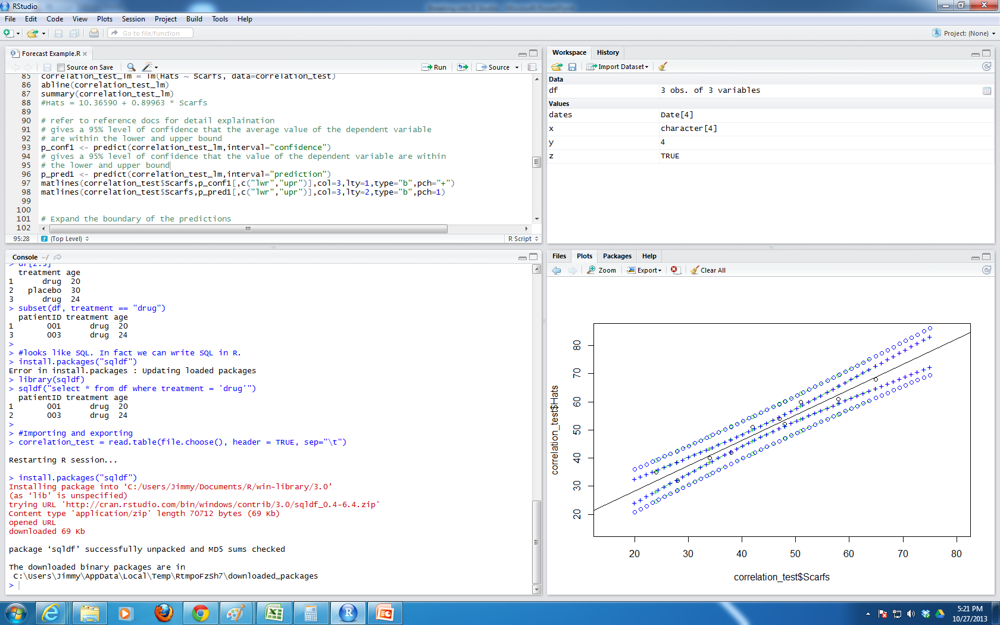 RStudio
File Edit Code View Plots Session Project Build Tools Help
Go to file/function
Project: (None)
Forecast Example.R
Source on Save
Run
Source
85 correlation_test_lm = lm(Hats ~ Scarfs, data=correlation_test)
86 abline(correlation_test_lm)
87 summary(correlation_test_lm)
88 #Hats = 10.36590 + 0.89963 * Scarfs
89
90 # refer to reference docs for detail explaination
91 # gives a 95% level of confidence that the average value of the dependent variable
92 # are within the lower and upper bound
93 p_conf1 <- predict(correlation_test_lm,interval="confidence")
94 # gives a 95% level of confidence that the value of the dependent variable are within
95 # the lower and upper bound
96 p_pred1 <- predict(correlation_test_lm,interval="prediction")
97 matlines(correlation_test$Scarfs,p_conf1[,c("lwr","upr")],col=3,lty=1,type="b",pch="+")
98 matlines(correlation_test$Scarfs,p_pred1[,c("lwr","upr")],col=3,lty=2,type="b",pch=1)
99
100
101 # Expand the boundary of the predictions
102
95:28 (Top Level) R Script
Console ~/
> df[2:3]
treatment age
1 drug 20
2 placebo 30
3 drug 24
> subset(df, treatment == "drug")
patientID treatment age
1 001 drug 20
3 003 drug 24
>
> #looks like SQL. In fact we can write SQL in R.
> install.packages("sqldf")
Error in install.packages : Updating loaded packages
> library(sqldf)
> sqldf("select * from df where treatment = 'drug'")
patientID treatment age
1 001 drug 20
2 003 drug 24
>
> #Importing and exporting
> correlation_test = read.table(file.choose(), header = TRUE, sep="\t")
Restarting R session...
> install.packages("sqldf")
Installing package into ‘C:/Users/Jimmy/Documents/R/win-library/3.0’
(as ‘lib’ is unspecified)
trying URL 'http://cran.rstudio.com/bin/windows/contrib/3.0/sqldf_0.4-6.4.zip'
Content type 'application/zip' length 70712 bytes (69 Kb)
opened URL
downloaded 69 Kb
package ‘sqldf’ successfully unpacked and MD5 sums checked
The downloaded binary packages are in
C:\Users\Jimmy\AppData\Local\Temp\RtmpoFzSh7\downloaded_packages
>
Workspace History
Import Dataset
Data
df 3 obs. of 3 variables
Values
dates Date[4]
x character[4]
y 4
z TRUE
Files Plots Packages Help
Zoom Export Clear All
correlation_test$Hats
80
70
60
50
40
30
20
20 30 40 50 60 70 80
correlation_test$Scarfs
5:21 PM
10/27/2013